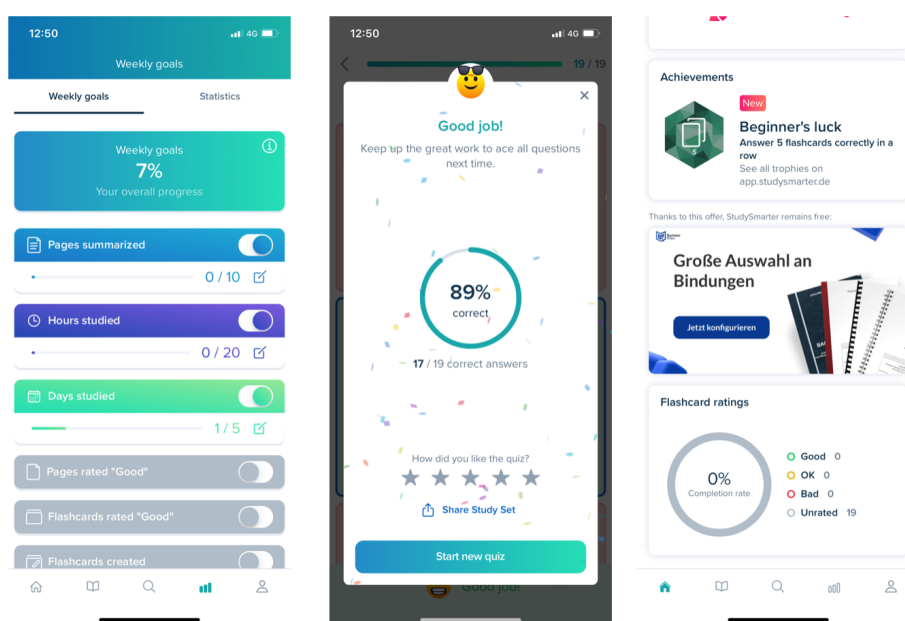 12:50
4G
Weekly goals
Weekly goals
Statistics
Weekly goals
7%
Your overall progress
Pages summarized
0 / 10
Hours studied
0 / 20
Days studied
1 / 5
Pages rated "Good"
Flashcards rated "Good"
Flashcards created
12:50
4G
19 / 19
Good job!
Keep up the great work to ace all questions
next time.
89%
correct
17 / 19 correct answers
How did you like the quiz?
Share Study Set
Start new quiz
Good job!
Achievements
5
New
Beginner's luck
Answer 5 flashcards correctly in a
row
See all trophies on
app.studysmarter.de
Thanks to this offer, StudySmarter remains free:
Große Auswahl an
Bindungen
Jetzt konfigurieren
Flashcard ratings
0%
Completion rate
Good 0
OK 0
Bad 0
Unrated 19